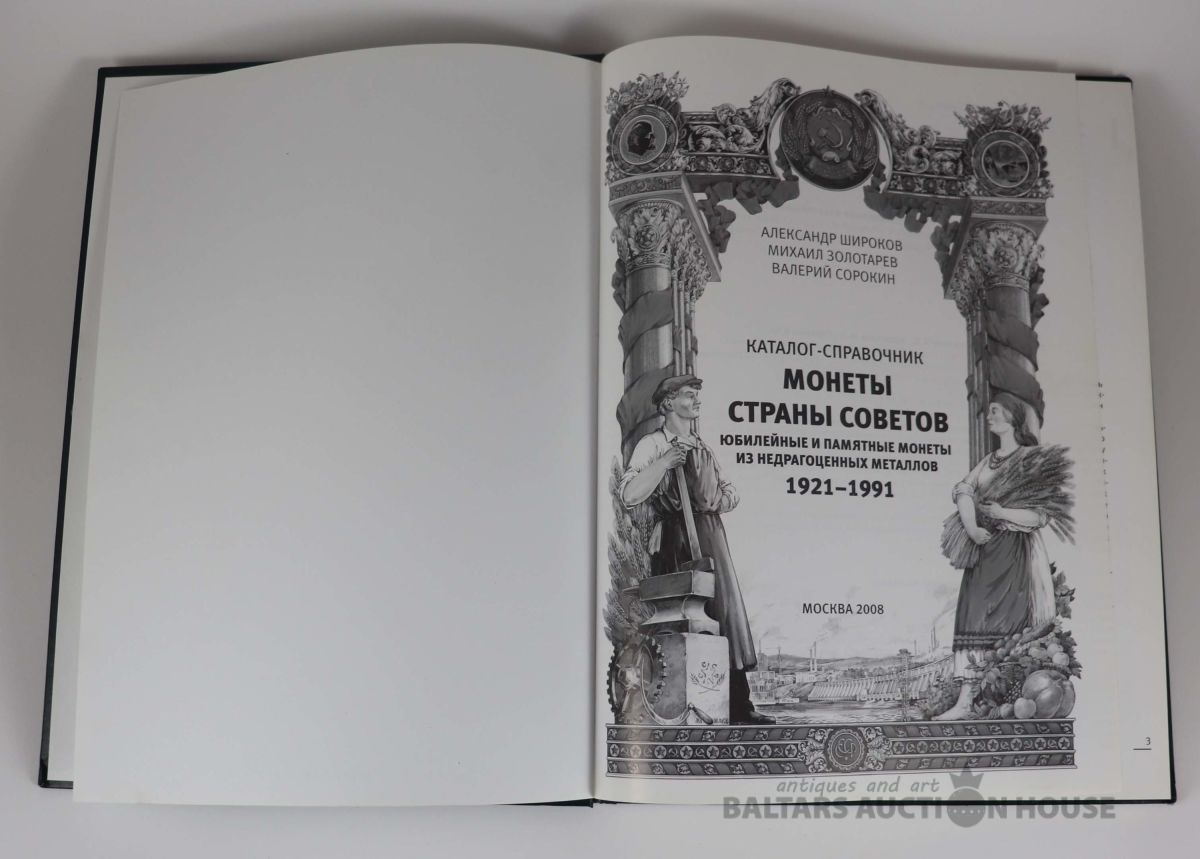 АЛЕКСАНДР ШИРОКОВ
МИХАИЛ ЗОЛОТАРЕВ
ВАЛЕРИЙ СОРОКИН
КАТАЛОГ-СПРАВОЧНИК
МОНЕТЫ
СТРАНЫ СОВЕТОВ
ЮБИЛЕЙНЫЕ И ПАМЯТНЫЕ МОНЕТЫ
ИЗ НЕДРАГОЦЕННЫХ МЕТАЛЛОВ
1921–1991
МОСКВА 2008
3
antiques and art
BALTARS AUCTION HOUSE